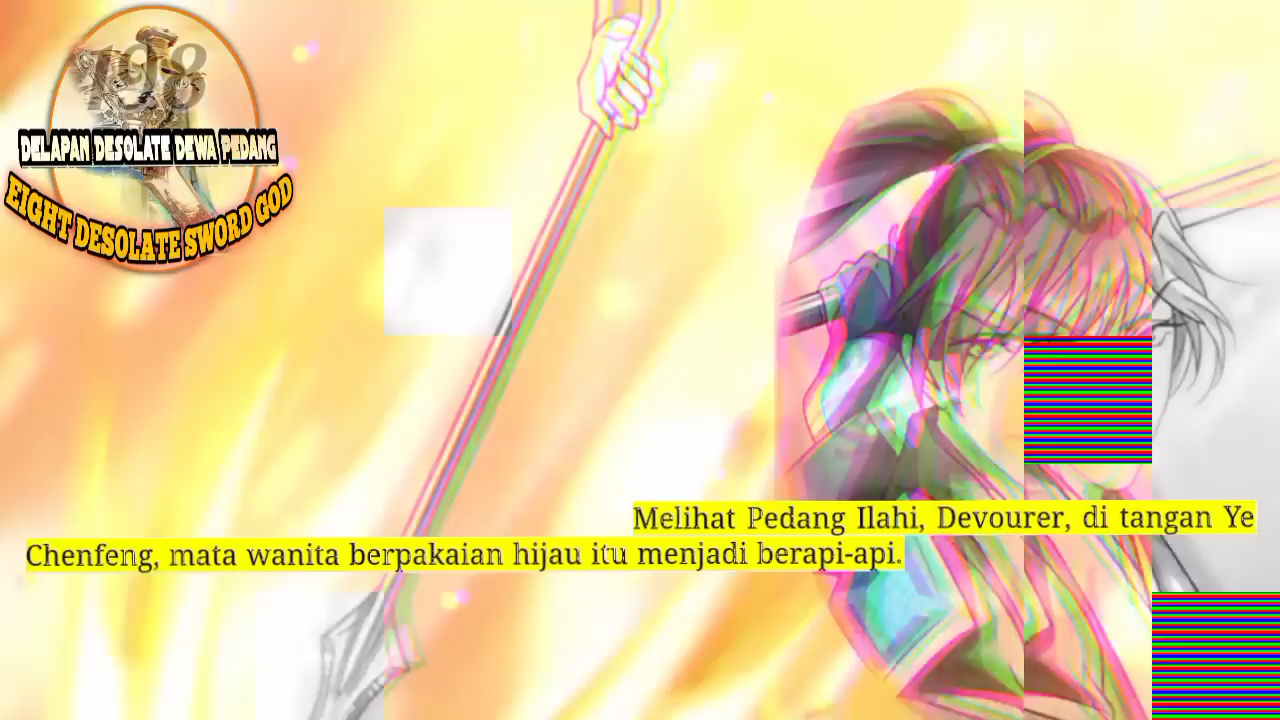 198
DELAPAN DESOLATE DEWA PEDANG
EIGHT DESOLATE SWORD GOD
Melihat Pedang Ilahi, Devourer, di tangan Ye
Chenfeng, mata wanita berpakaian hijau itu menjadi berapi-api.